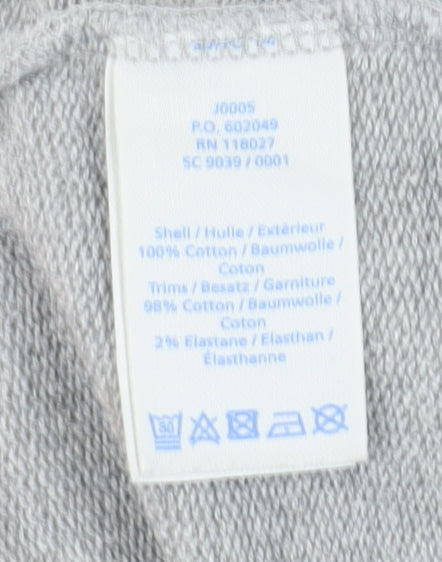 J0005
P.O. 602049
RN 118027
SC 9039 / 0001
Shell / Hulle / Extérieur
100% Cotton / Baumwolle /
Coton
Trims / Besatz / Garniture
98% Cotton / Baumwolle /
Coton
2% Elastane / Elasthan /
Élasthanne
30